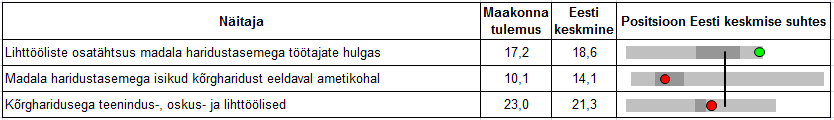 Näitaja Maakonna tulemus Eesti keskmine Positsioon Eesti keskmise suhtes
Lihttööliste osatähtsus madala haridustasemega töötajate hulgas 17,2 18,6
Madala haridustasemega isikud kõrgharidust eeldaval ametikohal 10,1 14,1
Kõrgharidusega teenindus-, oskus- ja lihttöölised 23,0 21,3